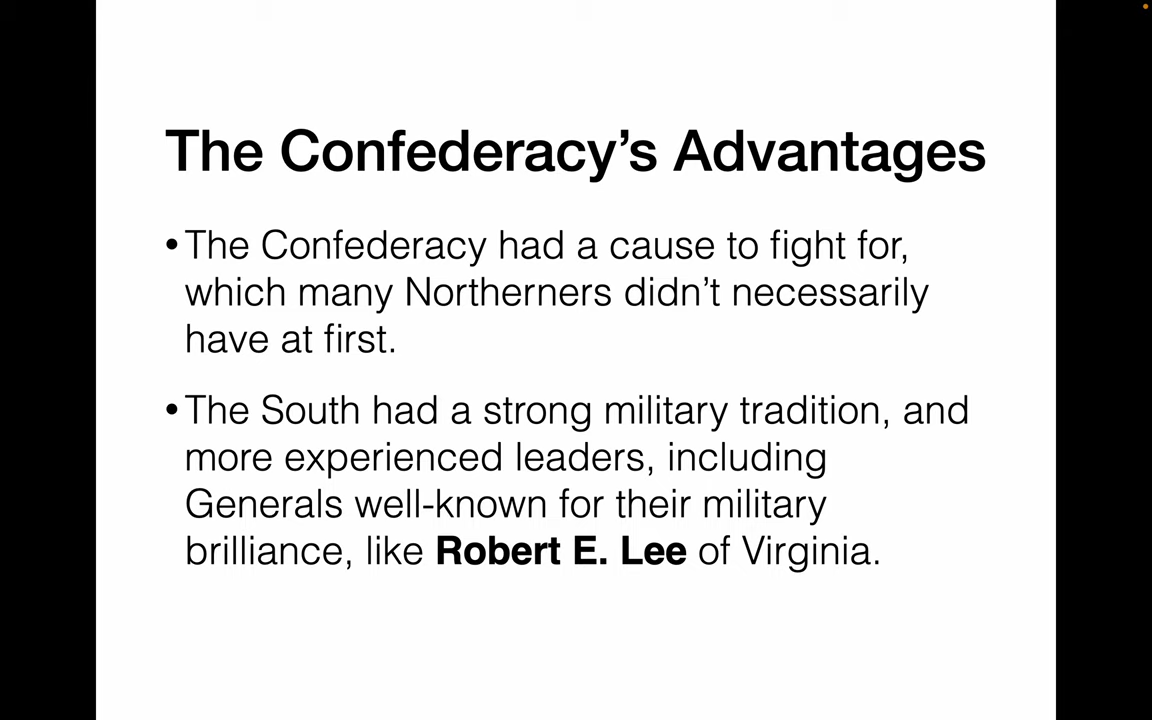 The Confederacy’s Advantages
•The Confederacy had a cause to fight for,
which many Northerners didn’t necessarily
have at first.
•The South had a strong military tradition, and
more experienced leaders, including
Generals well-known for their military
brilliance, like Robert E. Lee of Virginia.